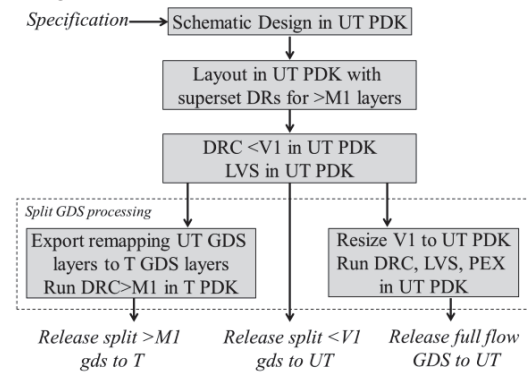 Specification
Schematic Design in UT PDK
Layout in UT PDK with
superset DRs for >M1 layers
DRC <V1 in UT PDK
LVS in UT PDK
Split GDS processing
Export remapping UT GDS
layers to T GDS layers
Run DRC>M1 in T PDK
Resize V1 to UT PDK
Run DRC, LVS, PEX
in UT PDK
Release split >M1
gds to T
Release split <V1
gds to UT
Release full flow
GDS to UT